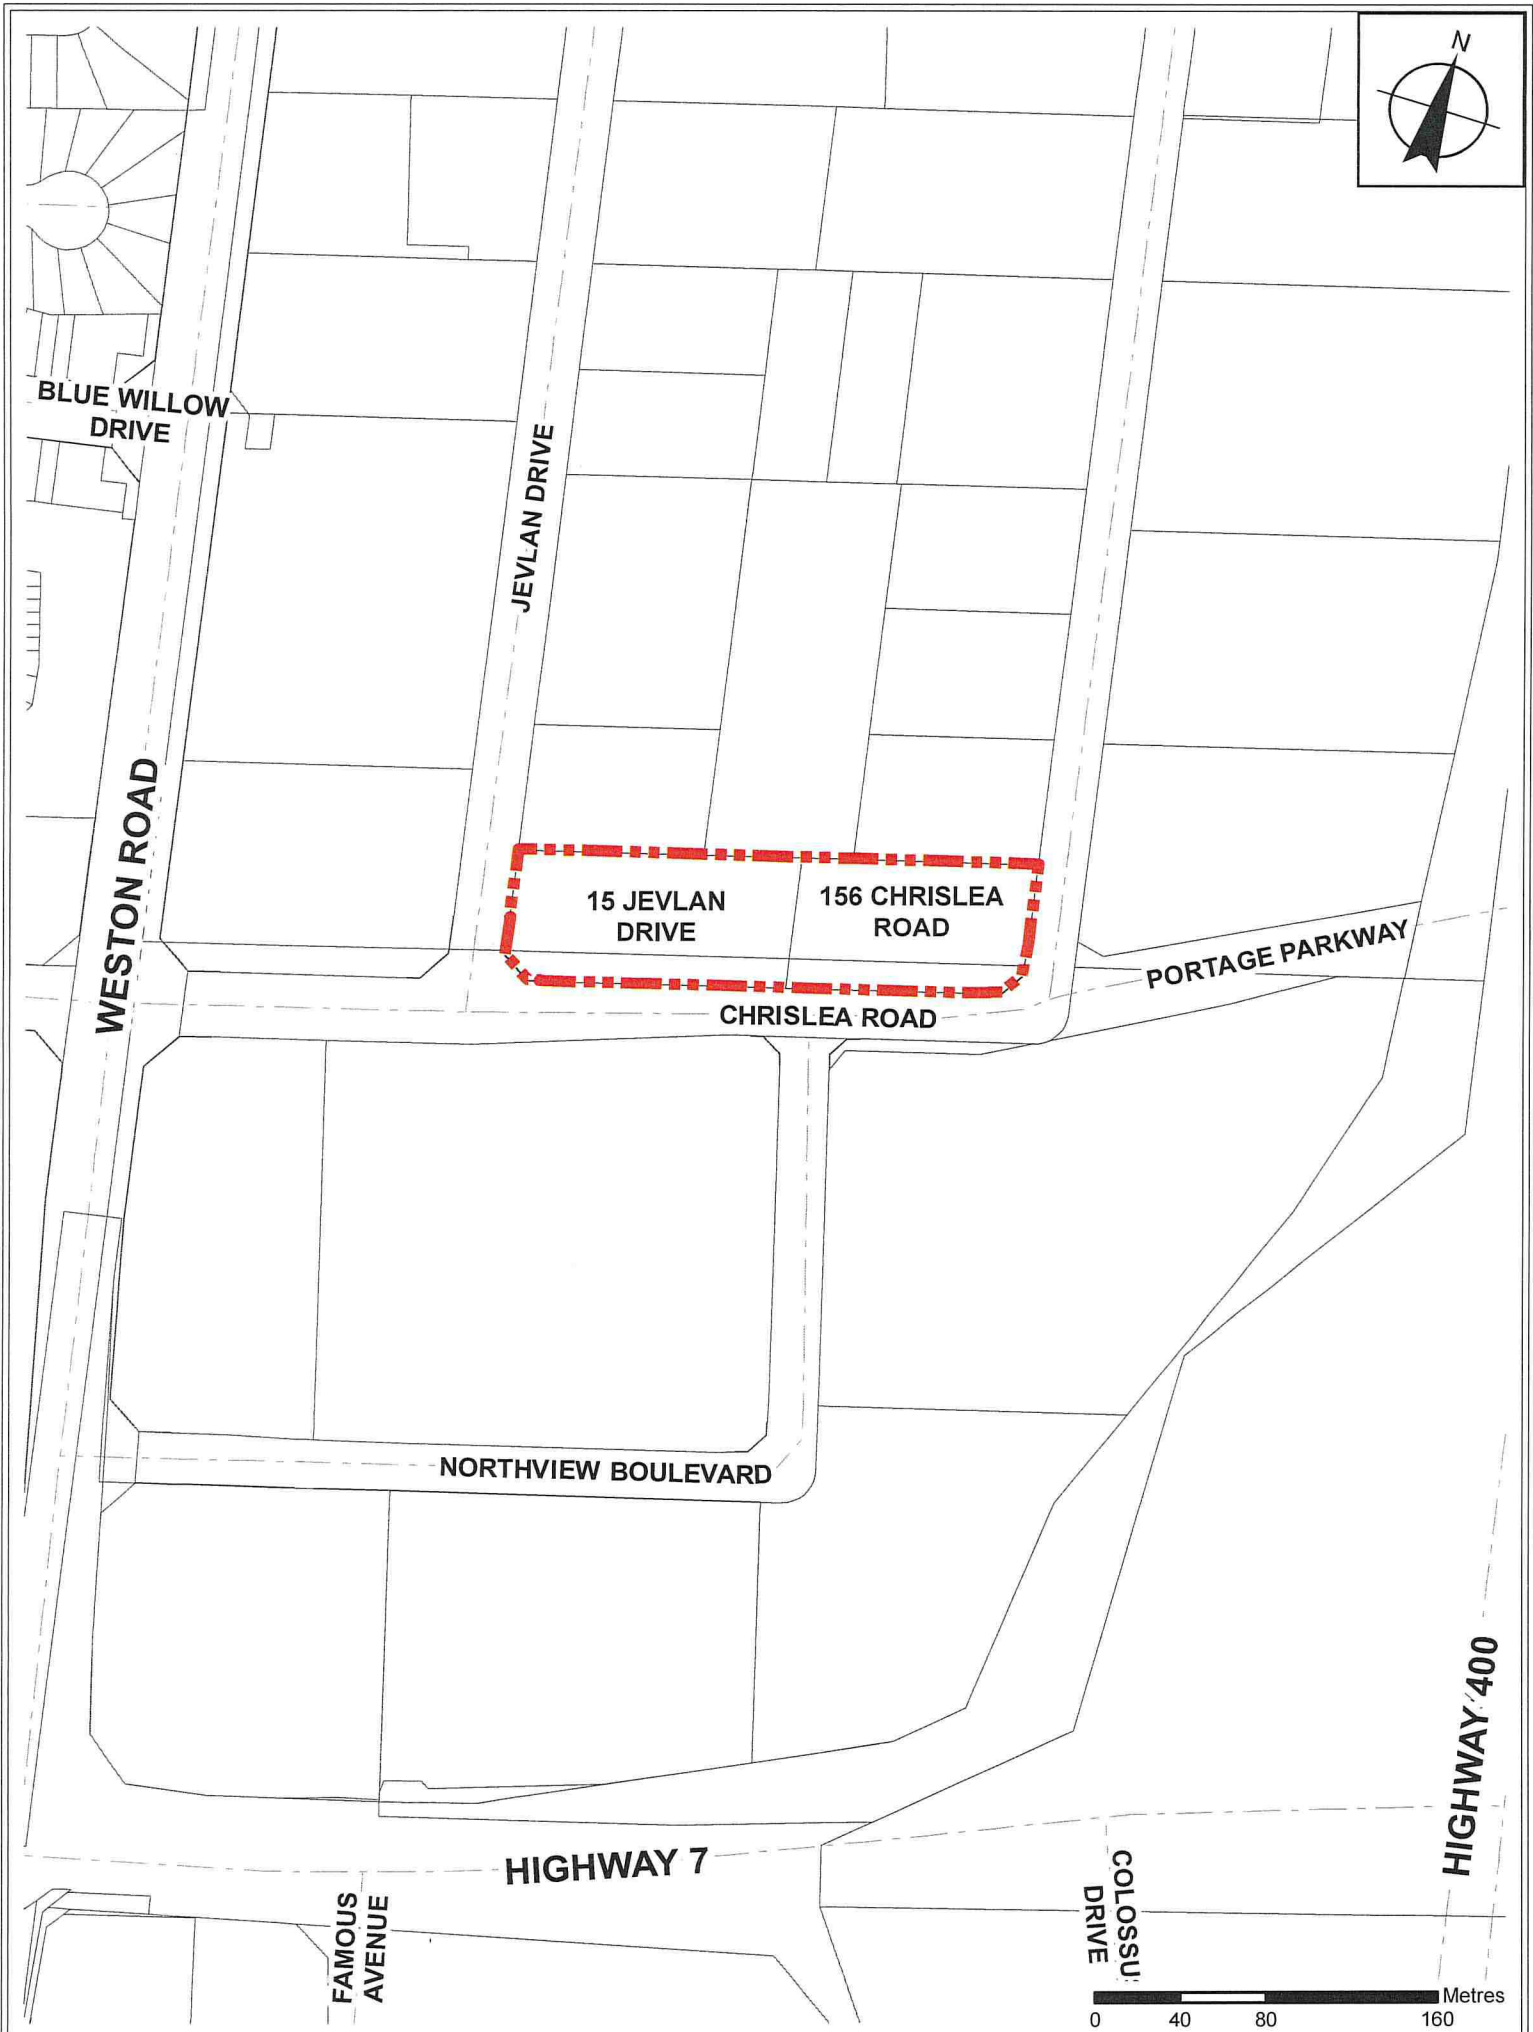 N
BLUE WILLOW
DRIVE
JEVLAN DRIVE
WESTON ROAD
15 JEVLAN
DRIVE
156 CHRISLEA
ROAD
PORTAGE PARKWAY
CHRISLEA ROAD
NORTHVIEW BOULEVARD
HIGHWAY 400
HIGHWAY 7
FAMOUS
AVENUE
COLOSSU
DRIVE
Metres
0 40 80 160